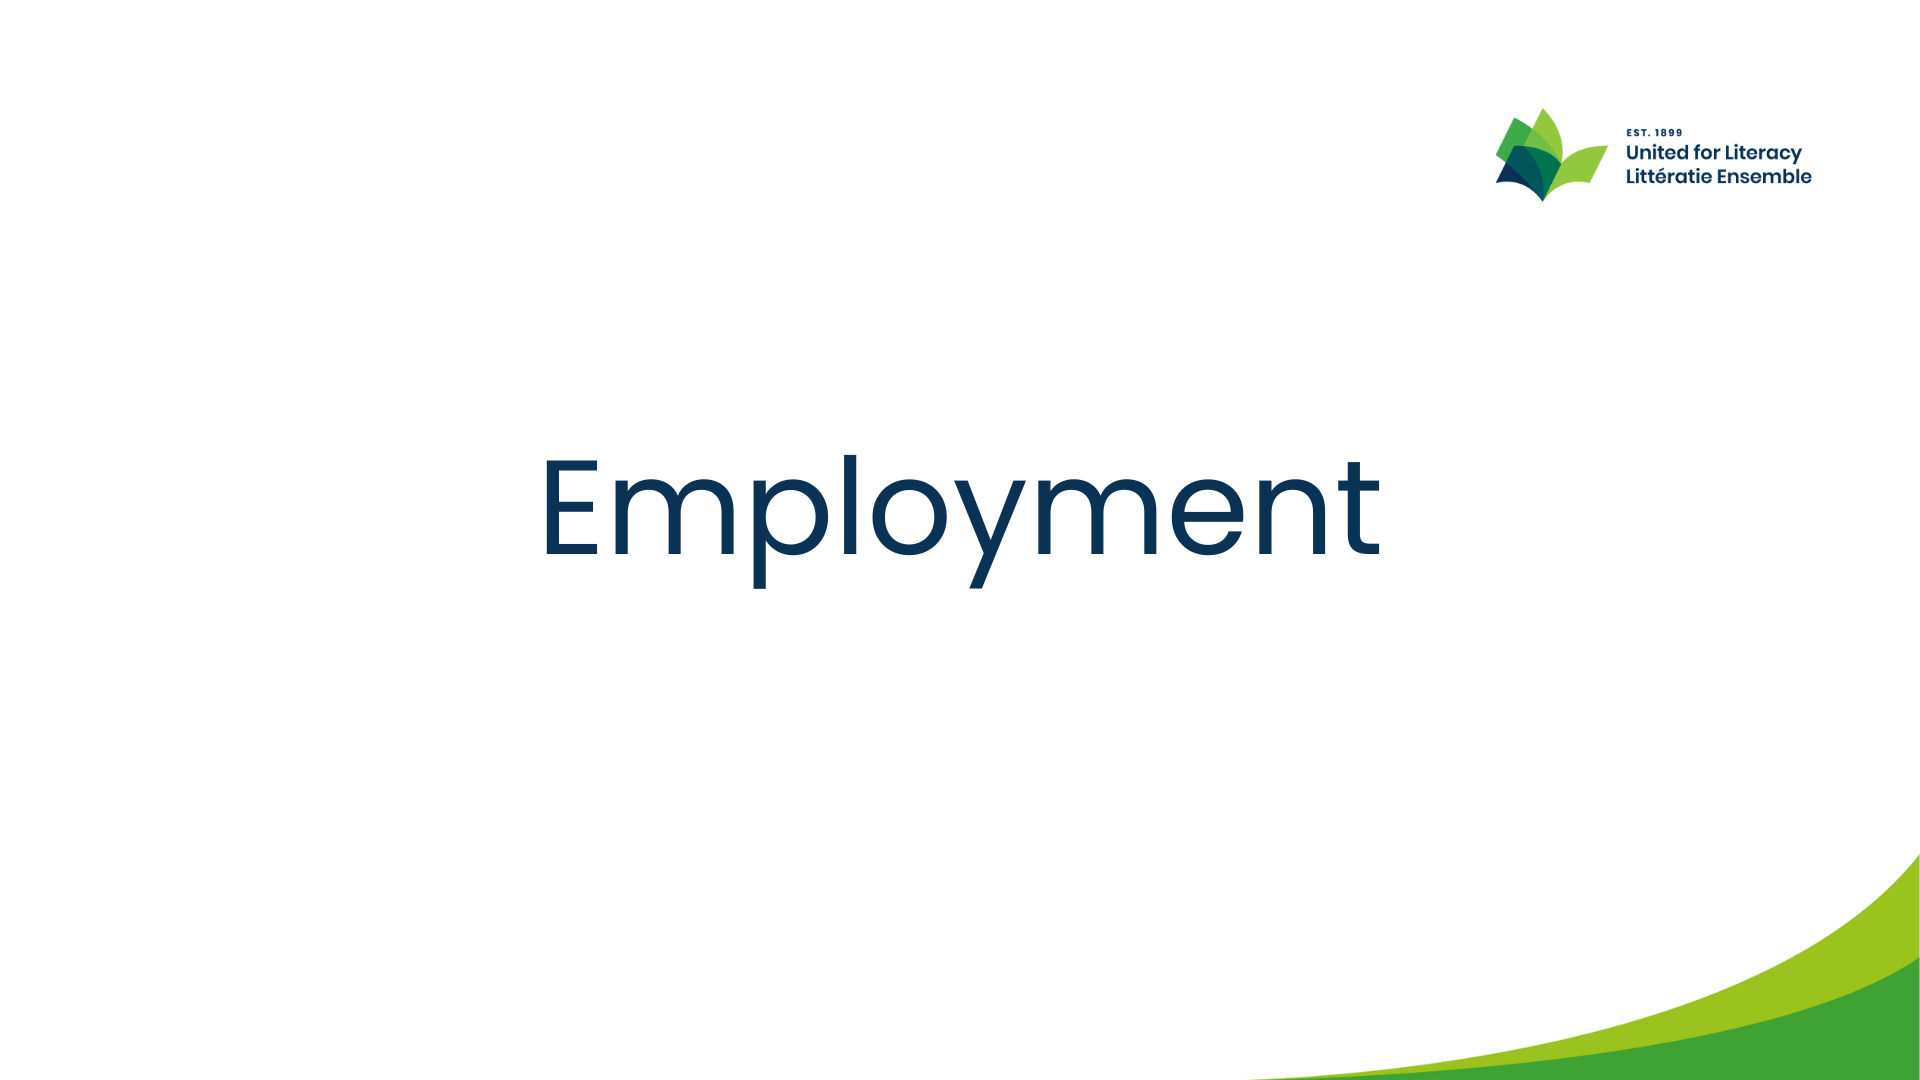 EST. 1899
United for Literacy
Littératie Ensemble
Employment